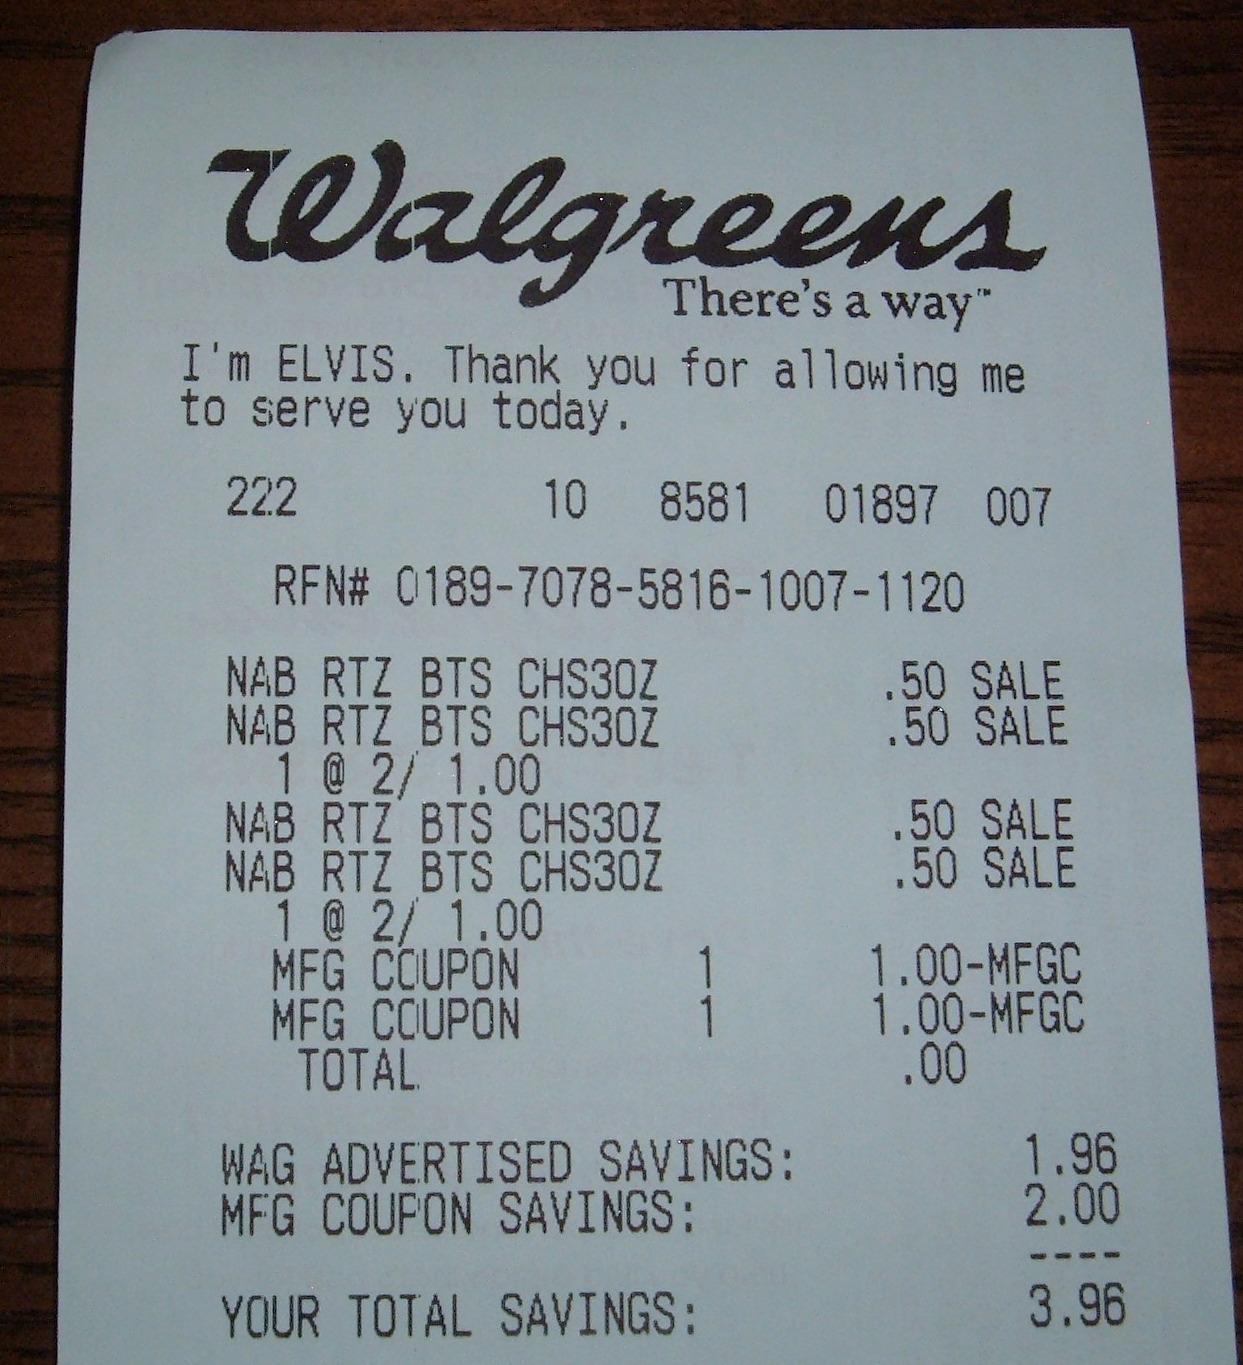 Walgreens
There's a way™
I'm ELVIS. Thank you for allowing me
to serve you today.
222 10 8581 01897 007
RFN# 0189-7078-5816-1007-1120
NAB RTZ BTS CHS3OZ .50 SALE
NAB RTZ BTS CHS3OZ .50 SALE
1 @ 2/ 1.00
NAB RTZ BTS CHS3OZ .50 SALE
NAB RTZ BTS CHS3OZ .50 SALE
1 @ 2/ 1.00
MFG COUPON 1 1.00-MFGC
MFG COUPON 1 1.00-MFGC
TOTAL .00
WAG ADVERTISED SAVINGS: 1.96
MFG COUPON SAVINGS: 2.00
----
YOUR TOTAL SAVINGS: 3.96